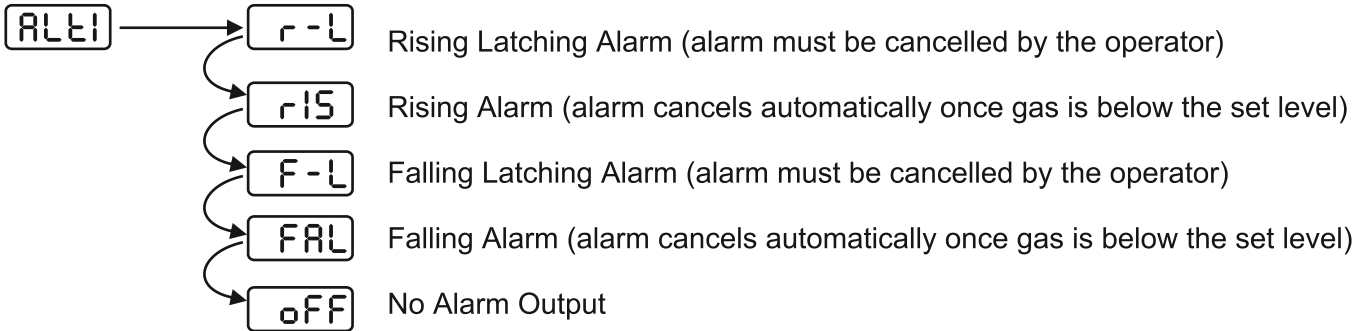 ALt1 r-L Rising Latching Alarm (alarm must be cancelled by the operator)
rIS Rising Alarm (alarm cancels automatically once gas is below the set level)
F-L Falling Latching Alarm (alarm must be cancelled by the operator)
FAL Falling Alarm (alarm cancels automatically once gas is below the set level)
oFF No Alarm Output